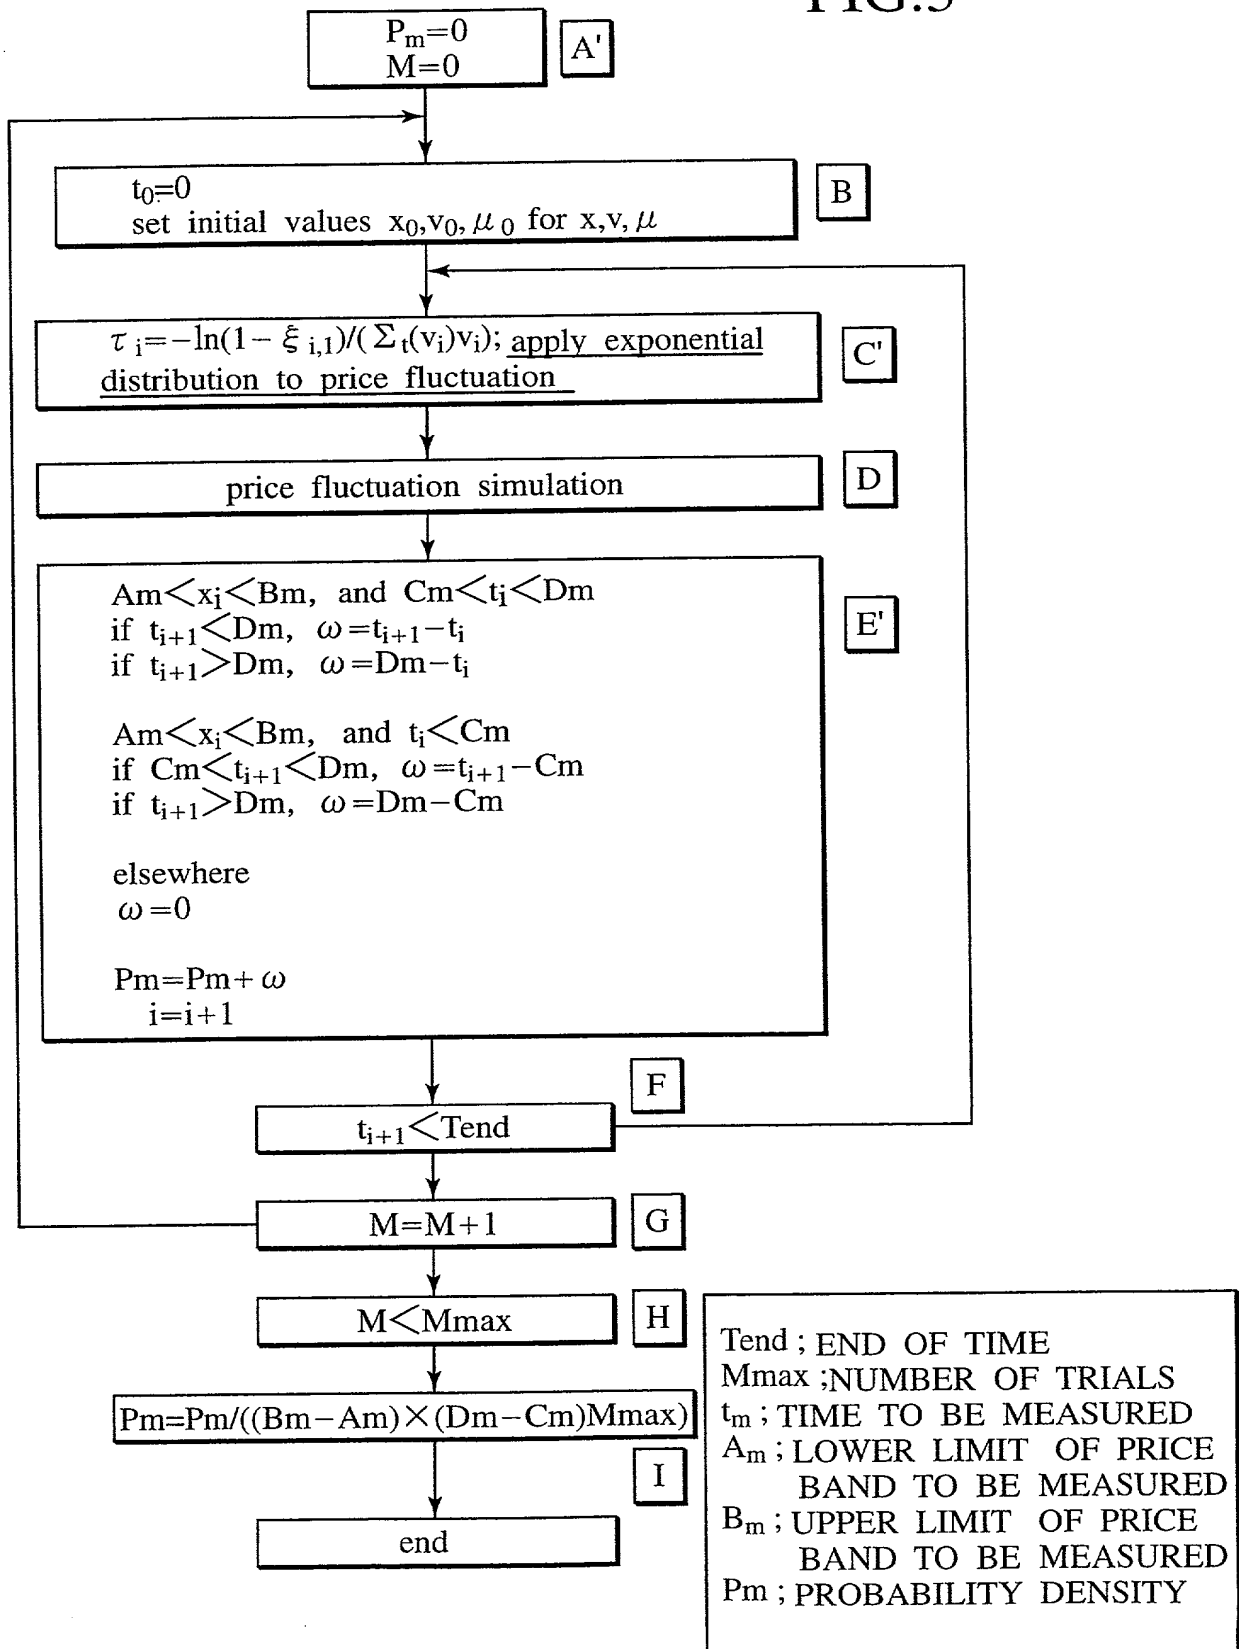 FIG.5
P_m=0
M=0
A'
t_0=0
set initial values x_0,v_0, μ_0 for x,v, μ
B
τ_i=−ln(1− ξ_i,1)/( Σ_t(v_i)v_i); apply exponential
distribution to price fluctuation
C'
price fluctuation simulation
D
Am<x_i<Bm, and Cm<t_i<Dm
if t_i+1<Dm, ω=t_i+1−t_i
if t_i+1>Dm, ω=Dm−t_i
Am<x_i<Bm, and t_i<Cm
if Cm<t_i+1<Dm, ω=t_i+1−Cm
if t_i+1>Dm, ω=Dm−Cm
elsewhere
ω=0
Pm=Pm+ω
i=i+1
E'
F
t_i+1<Tend
M=M+1
G
M<Mmax
H
Pm=Pm/((Bm−Am)×(Dm−Cm)Mmax)
I
end
Tend ; END OF TIME
Mmax ;NUMBER OF TRIALS
t_m ; TIME TO BE MEASURED
A_m ; LOWER LIMIT OF PRICE
BAND TO BE MEASURED
B_m ; UPPER LIMIT OF PRICE
BAND TO BE MEASURED
Pm ; PROBABILITY DENSITY